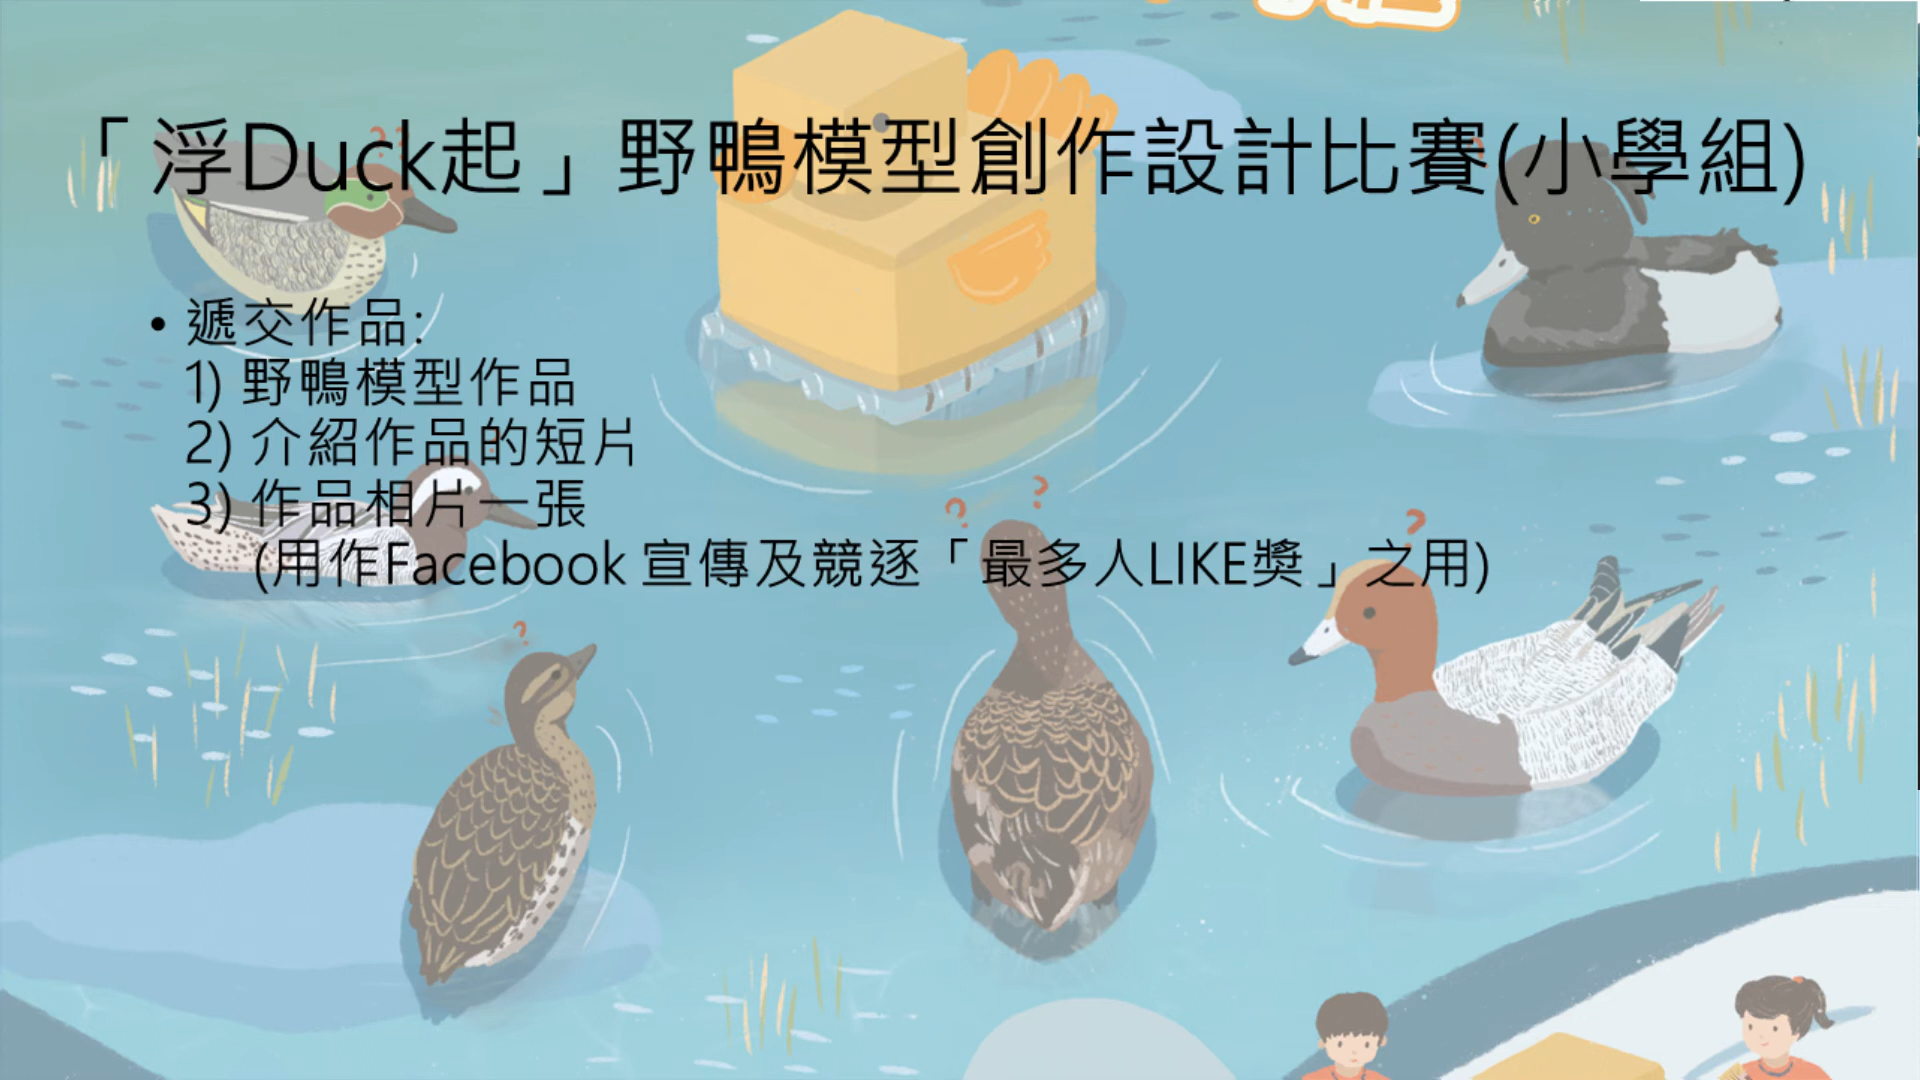 「浮Duck起」野鴨模型創作設計比賽(小學組)
• 遞交作品:
1) 野鴨模型作品
2) 介紹作品的短片
3) 作品相片一張
(用作Facebook 宣傳及競逐「最多人LIKE獎」之用)